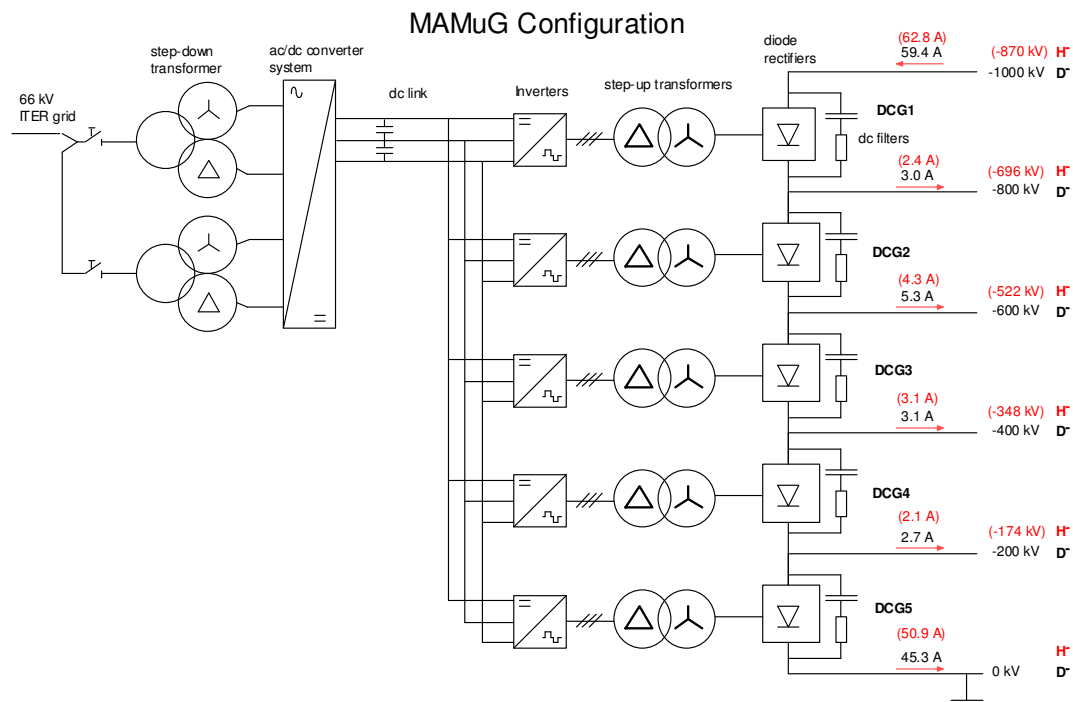 MAMuG Configuration
step-down
transformer
ac/dc converter
system
dc link
Inverters
step-up transformers
diode
rectifiers
66 kV
ITER grid
(62.8 A)
59.4 A
(-870 kV) H-
-1000 kV D-
DCG1
dc filters
(2.4 A)
3.0 A
(-696 kV) H-
-800 kV D-
DCG2
(4.3 A)
5.3 A
(-522 kV) H-
-600 kV D-
DCG3
(3.1 A)
3.1 A
(-348 kV) H-
-400 kV D-
DCG4
(2.1 A)
2.7 A
(-174 kV) H-
-200 kV D-
DCG5
(50.9 A)
45.3 A
H-
0 kV D-